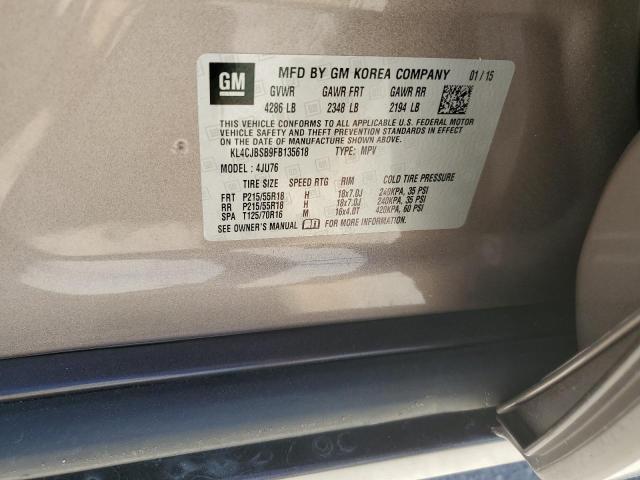 GM
MFD BY GM KOREA COMPANY 01 / 15
GVWR GAWR FRT GAWR RR
4286 LB 2348 LB 2194 LB
THIS VEHICLE CONFORMS TO ALL APPLICABLE U.S. FEDERAL MOTOR
VEHICLE SAFETY AND THEFT PREVENTION STANDARDS IN EFFECT
ON THE DATE OF MANUFACTURE SHOWN ABOVE.
KL4CJBSB9FB135618 TYPE: MPV
MODEL : 4JU76
TIRE SIZE SPEED RTG RIM COLD TIRE PRESSURE
FRT P215/55R18 H 18x7.0J 240KPA, 35 PSI
RR P215/55R18 H 18x7.0J 240KPA, 35 PSI
SPA T125/70R16 M 16x4.0T 420KPA, 60 PSI
SEE OWNER'S MANUAL FOR MORE INFORMATION.